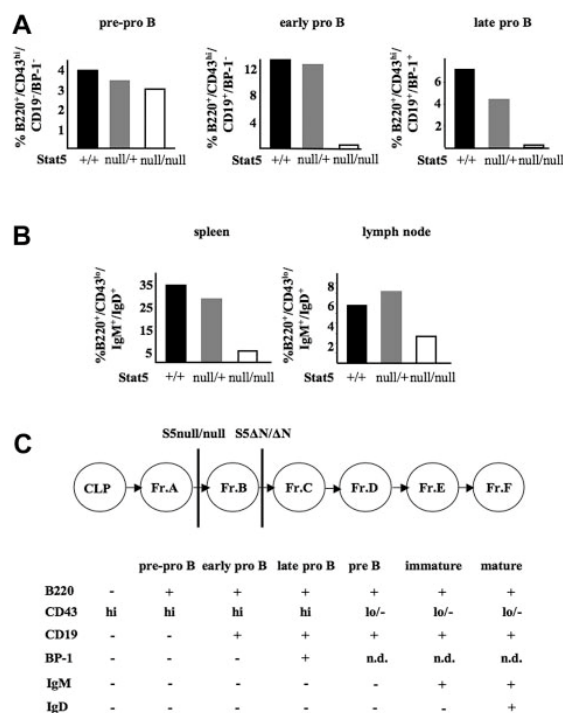 A
pre-pro B
early pro B
late pro B
% B220⁺/CD43ʰⁱ/
CD19⁻/BP-1⁻
4
3
2
1
% B220⁺/CD43ʰⁱ/
CD19⁺/BP-1⁻
12
8
4
% B220⁺/CD43ʰⁱ/
CD19⁺/BP-1⁺
8
6
4
2
Stat5 +/+ null/+ null/null
+/+ null/+ null/null
+/+ null/+ null/null
B
spleen
lymph node
%B220⁺/CD43ˡᵒ/
IgM⁺/IgD⁺
35
25
15
5
%B220⁺/CD43ˡᵒ/
IgM⁺/IgD⁺
8
6
4
2
Stat5 +/+ null/+ null/null
Stat5 +/+ null/+ null/null
C
S5null/null S5ΔN/ΔN
CLP Fr.A Fr.B Fr.C Fr.D Fr.E Fr.F
pre-pro B early pro B late pro B pre B immature mature
B220 - + + + + + +
CD43 hi hi hi hi lo/- lo/- lo/-
CD19 - - + + + + +
BP-1 - - - + n.d. n.d. n.d.
IgM - - - - - + +
IgD - - - - - - +